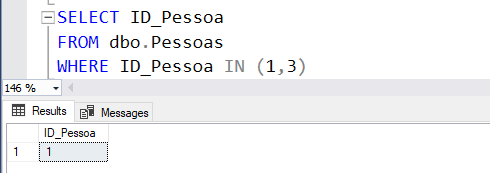 SELECT ID_Pessoa
FROM dbo.Pessoas
WHERE ID_Pessoa IN (1,3)
146 %
Results Messages
ID_Pessoa
1 1